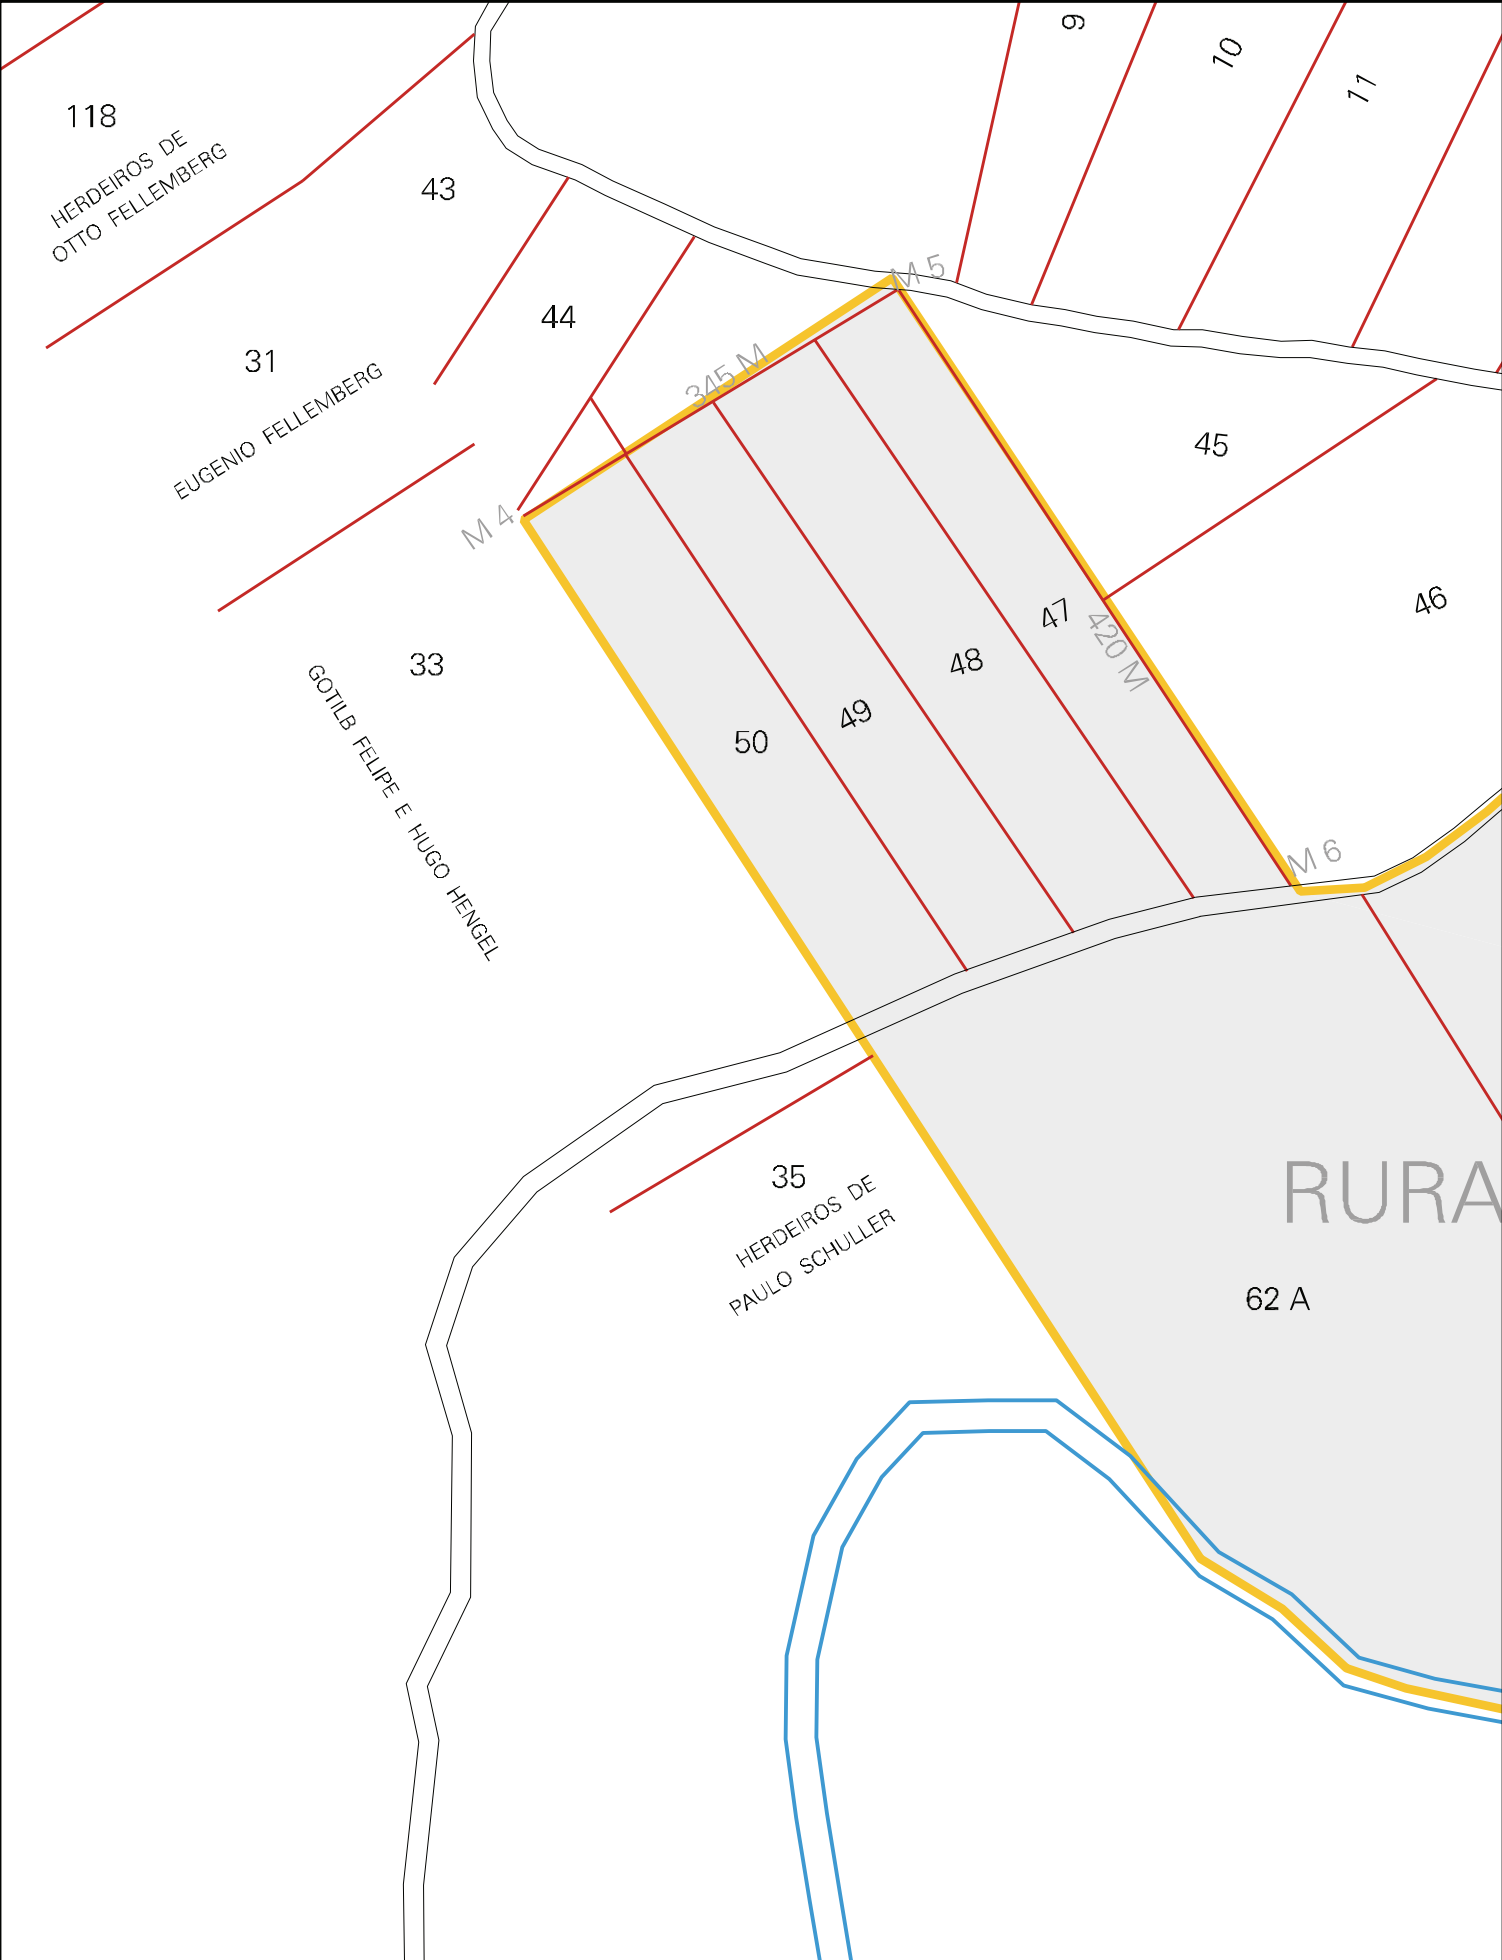 9
10
11
118
HERDEIROS DE
OTTO FELLEMBERG
43
M 5
44
31
EUGENIO FELLEMBERG
345 M
45
M 4
46
47
420 M
48
33
GOTILB FELIPE E HUGO HENGEL
49
50
M 6
35
HERDEIROS DE
PAULO SCHULLER
RURA
62 A